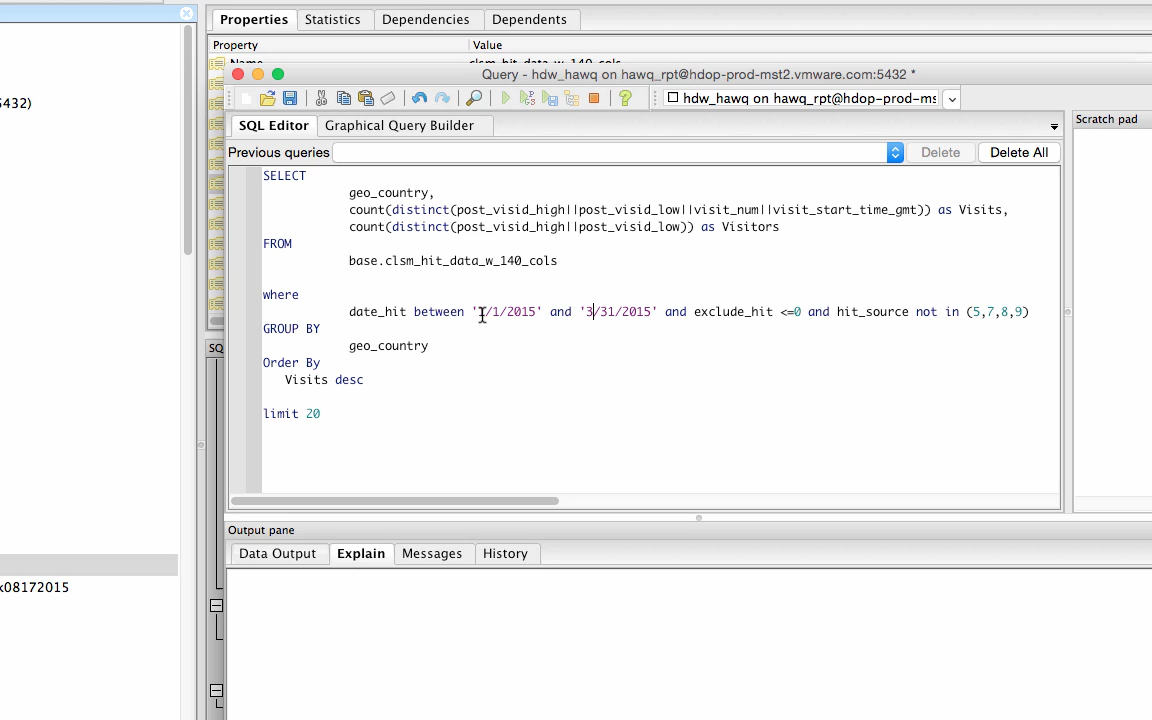 Properties Statistics Dependencies Dependents
Property Value
Name clsm_hit_data_w_140_cols
Query - hdw_hawq on hawq_rpt@hdop-prod-mst2.vmware.com:5432 *
5432)
hdw_hawq on hawq_rpt@hdop-prod-ms
SQL Editor Graphical Query Builder
Scratch pad
Previous queries Delete Delete All
SELECT
geo_country,
count(distinct(post_visid_high||post_visid_low||visit_num||visit_start_time_gmt)) as Visits,
count(distinct(post_visid_high||post_visid_low)) as Visitors
FROM
base.clsm_hit_data_w_140_cols
where
date_hit between '/1/2015' and '3/31/2015' and exclude_hit <=0 and hit_source not in (5,7,8,9)
GROUP BY
geo_country
SQ
Order By
Visits desc
limit 20
Output pane
Data Output Explain Messages History
k08172015